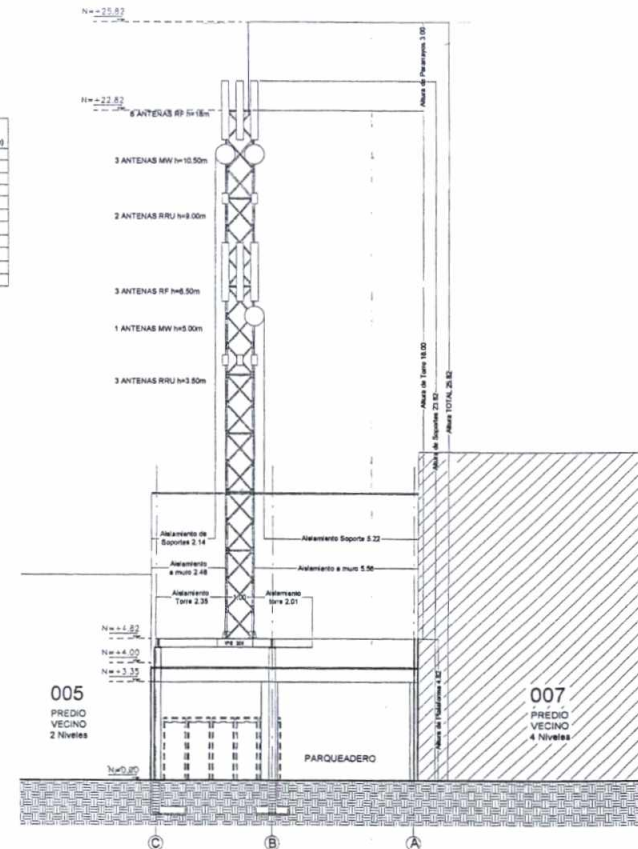 N=+25.82
Altura de Pararrayos 3.00
N=+22.82
6 ANTENAS RF h=18m
3 ANTENAS MW h=10.50m
2 ANTENAS RRU h=9.00m
3 ANTENAS RF h=6.50m
1 ANTENAS MW h=5.00m
3 ANTENAS RRU h=3.50m
Altura de Torre 18.00
Altura de Soportes 23.82
Altura TOTAL 25.82
Aislamiento de
Soportes 2.14
Aislamiento Soporte 5.22
Aislamiento
a muro 2.48
Aislamiento a muro 5.56
Aislamiento
Torre 2.35
1.00
Aislamiento
torre 2.01
N=+4.82
N=+4.00
N=+3.35
Altura de Plataforma 4.82
005
PREDIO
VECINO
2 Niveles
007
PREDIO
VECINO
4 Niveles
PARQUEADERO
N=0.00
C
B
A